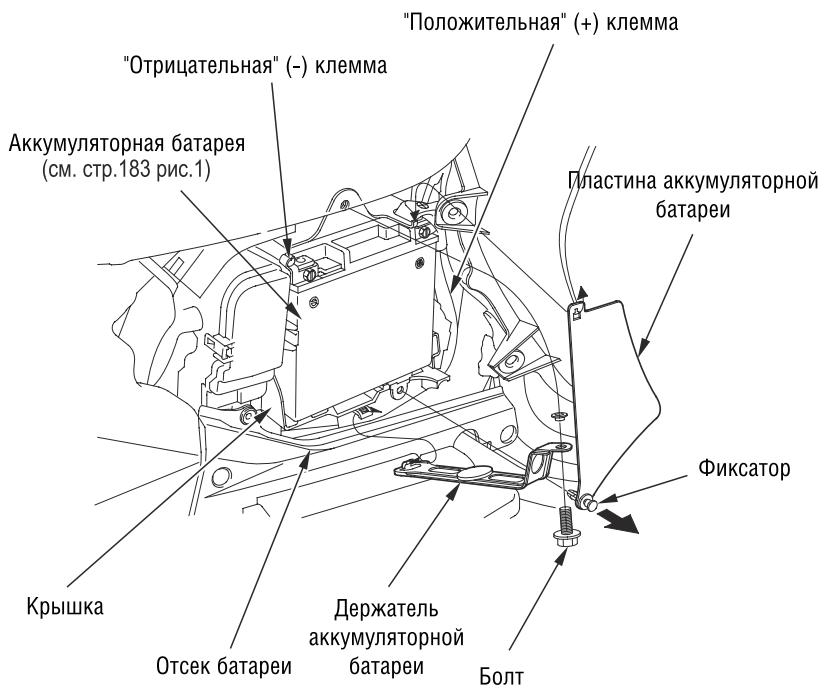 "Положительная" (+) клемма
"Отрицательная" (-) клемма
Аккумуляторная батарея
(см. стр.183 рис.1)
Пластина аккумуляторной
батареи
Фиксатор
Крышка
Держатель
аккумуляторной
батареи
Отсек батареи
Болт